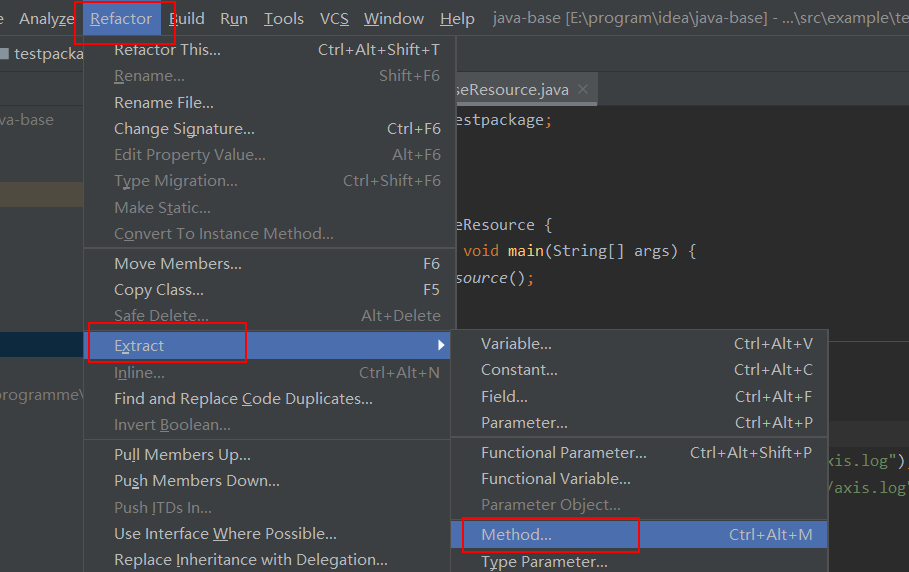 Analyze Refactor Build Run Tools VCS Window Help java-base [E:\program\idea\java-base] - ...\src\example\te
testpacka
Refactor This... Ctrl+Alt+Shift+T
Rename... Shift+F6
seResource.java
Rename File...
va-base
estpackage;
Change Signature... Ctrl+F6
Edit Property Value... Alt+F6
Type Migration... Ctrl+Shift+F6
Make Static...
eResource {
Convert To Instance Method...
void main(String[] args) {
Move Members... F6
source();
Copy Class... F5
Safe Delete... Alt+Delete
Extract
Variable... Ctrl+Alt+V
Inline... Ctrl+Alt+N
Constant... Ctrl+Alt+C
programme\
Find and Replace Code Duplicates...
Field... Ctrl+Alt+F
Invert Boolean...
Parameter... Ctrl+Alt+P
Pull Members Up...
Functional Parameter... Ctrl+Alt+Shift+P
xis.log")
Push Members Down...
Functional Variable...
/axis.log"
Push ITDs In...
Parameter Object...
Use Interface Where Possible...
Method... Ctrl+Alt+M
Replace Inheritance with Delegation...
Type Parameter...